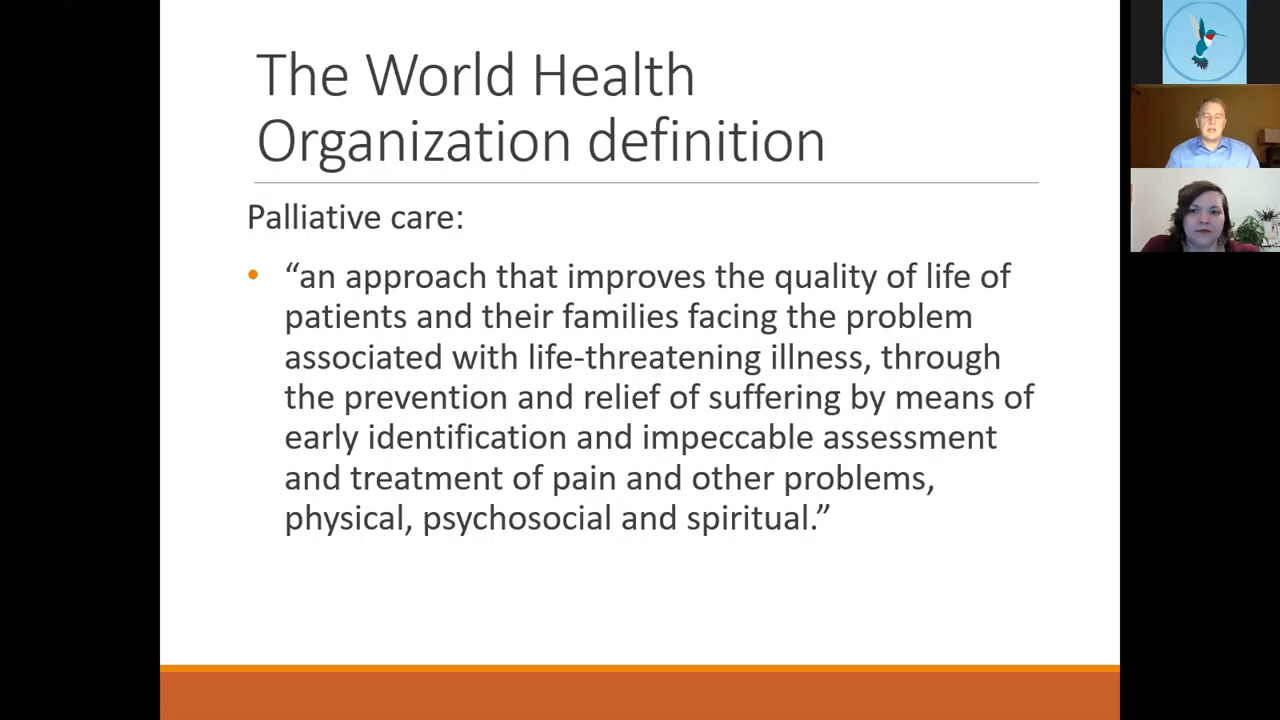 The World Health
Organization definition
Palliative care:
• “an approach that improves the quality of life of
patients and their families facing the problem
associated with life-threatening illness, through
the prevention and relief of suffering by means of
early identification and impeccable assessment
and treatment of pain and other problems,
physical, psychosocial and spiritual.”